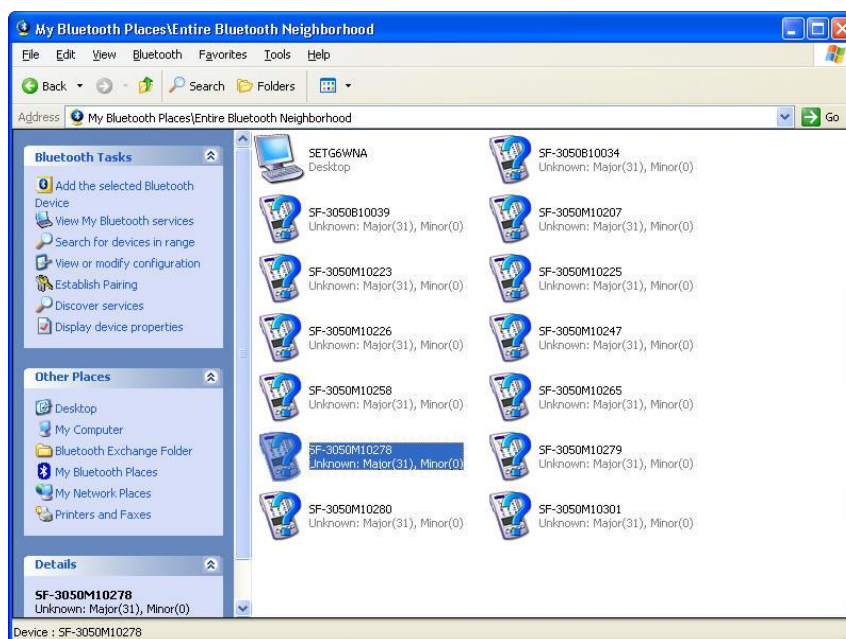 My Bluetooth Places\Entire Bluetooth Neighborhood
File Edit View Bluetooth Favorites Tools Help
Back Search Folders
Address My Bluetooth Places\Entire Bluetooth Neighborhood Go
Bluetooth Tasks
Add the selected Bluetooth
Device
View My Bluetooth services
Search for devices in range
View or modify configuration
Establish Pairing
Discover services
Display device properties
Other Places
Desktop
My Computer
Bluetooth Exchange Folder
My Bluetooth Places
My Network Places
Printers and Faxes
Details
SF-3050M10278
Unknown: Major(31), Minor(0)
SETG6WNA
Desktop
SF-3050B10034
Unknown: Major(31), Minor(0)
SF-3050B10039
Unknown: Major(31), Minor(0)
SF-3050M10207
Unknown: Major(31), Minor(0)
SF-3050M10223
Unknown: Major(31), Minor(0)
SF-3050M10225
Unknown: Major(31), Minor(0)
SF-3050M10226
Unknown: Major(31), Minor(0)
SF-3050M10247
Unknown: Major(31), Minor(0)
SF-3050M10258
Unknown: Major(31), Minor(0)
SF-3050M10265
Unknown: Major(31), Minor(0)
SF-3050M10278
Unknown: Major(31), Minor(0)
SF-3050M10279
Unknown: Major(31), Minor(0)
SF-3050M10280
Unknown: Major(31), Minor(0)
SF-3050M10301
Unknown: Major(31), Minor(0)
Device : SF-3050M10278